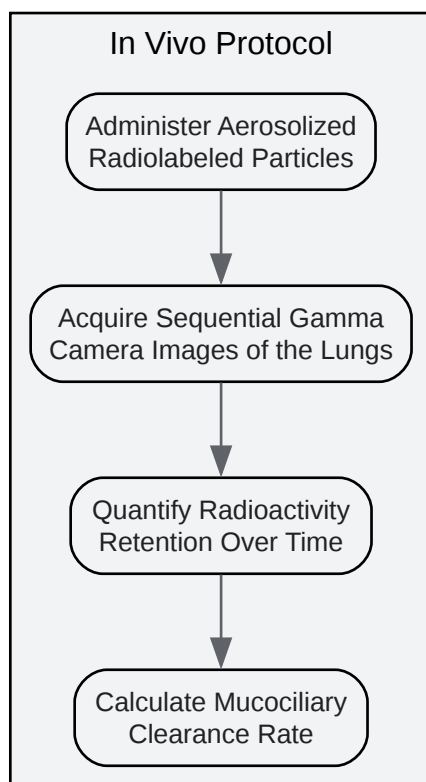 In Vivo Protocol
Administer Aerosolized
Radiolabeled Particles
Acquire Sequential Gamma
Camera Images of the Lungs
Quantify Radioactivity
Retention Over Time
Calculate Mucociliary
Clearance Rate